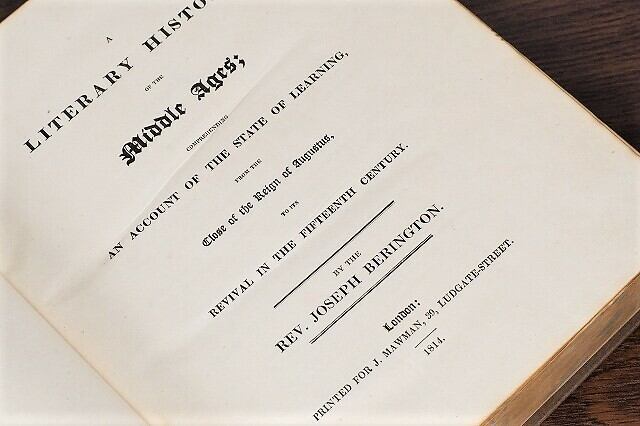 A
LITERARY HISTO
OF THE
Middle Ages;
COMPREHENDING
AN ACCOUNT OF THE STATE OF LEARNING,
FROM THE
Close of the Reign of Augustus,
TO ITS
REVIVAL IN THE FIFTEENTH CENTURY.
BY THE
REV. JOSEPH BERINGTON.
London:
PRINTED FOR J. MAWMAN, 39, LUDGATE-STREET.
1814.